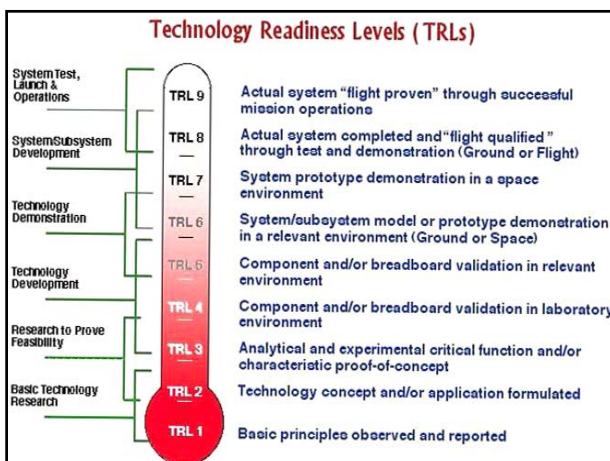 Technology Readiness Levels ( TRLs)
System Test,
Launch &
Operations
System/Subsystem
Development
Technology
Demonstration
Technology
Development
Research to Prove
Feasibility
Basic Technology
Research
TRL 9
TRL 8
TRL 7
TRL 6
TRL 5
TRL 4
TRL 3
TRL 2
TRL 1
Actual system “flight proven” through successful
mission operations
Actual system completed and “flight qualified ”
through test and demonstration (Ground or Flight)
System prototype demonstration in a space
environment
System/subsystem model or prototype demonstration
in a relevant environment (Ground or Space)
Component and/or breadboard validation in relevant
environment
Component and/or breadboard validation in laboratory
environment
Analytical and experimental critical function and/or
characteristic proof-of-concept
Technology concept and/or application formulated
Basic principles observed and reported